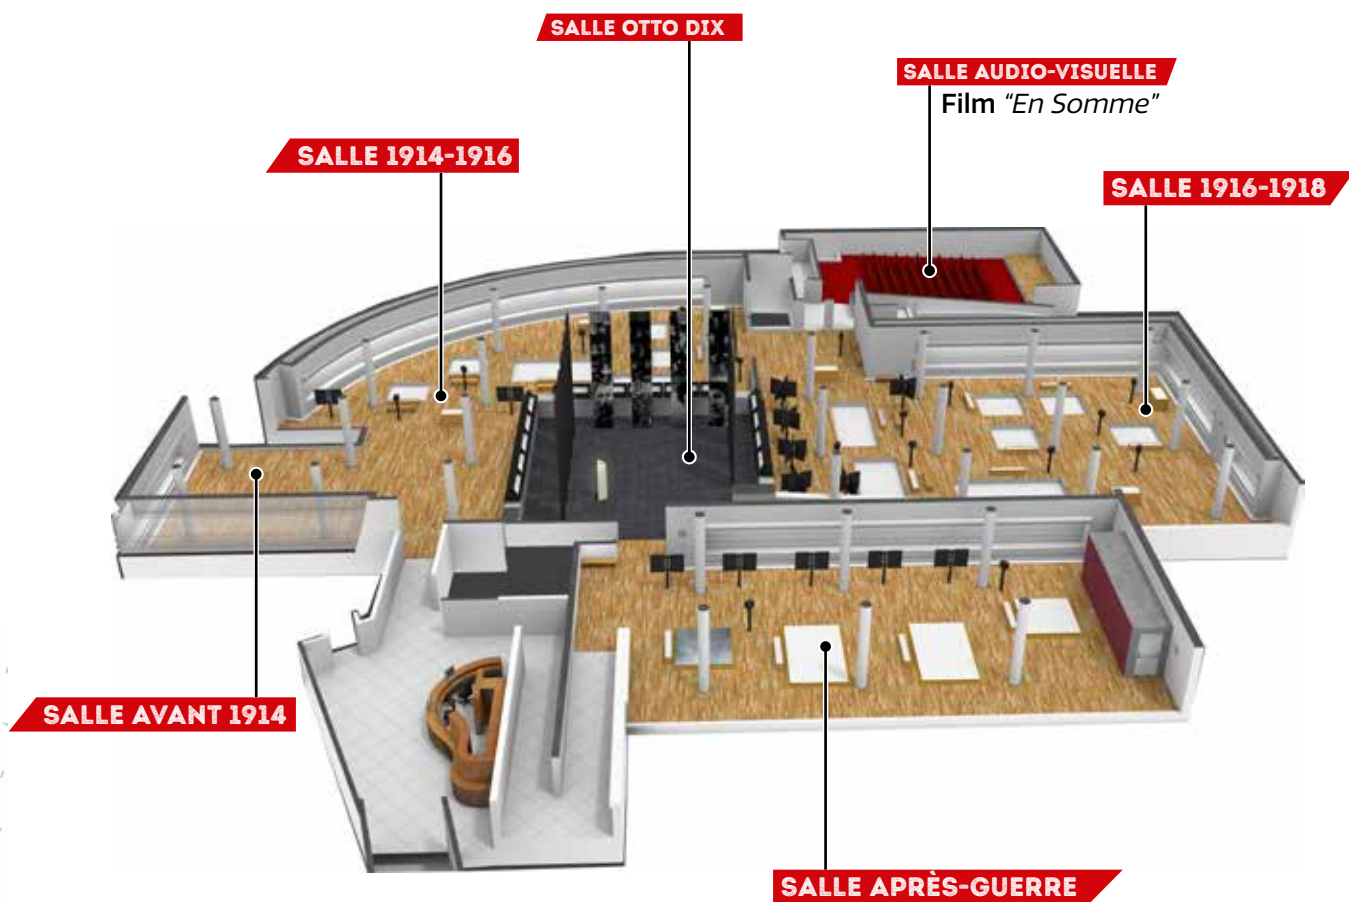 SALLE OTTO DIX
SALLE AUDIO-VISUELLE
Film "En Somme"
SALLE 1914-1916
SALLE 1916-1918
SALLE AVANT 1914
SALLE APRÈS-GUERRE